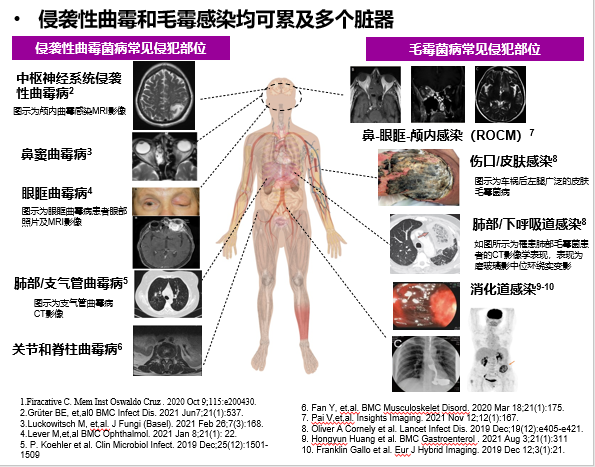 • 侵袭性曲霉和毛霉感染均可累及多个脏器
侵袭性曲霉菌病常见侵犯部位
中枢神经系统侵袭
性曲霉病2
图示为颅内曲霉感染MRI影像
鼻窦曲霉病3
眼眶曲霉病4
图示为眼眶曲霉病患者眼部
照片及MRI影像
肺部/支气管曲霉病5
图示为支气管曲霉病
CT影像
关节和脊柱曲霉病6
毛霉菌病常见侵犯部位
鼻-眼眶-颅内感染（ROCM）7
伤口/皮肤感染8
图示为车祸后左腿广泛的皮肤
毛霉菌病
肺部/下呼吸道感染8
如图所示为罹患肺部毛霉菌患
者的CT影像学表现，表现为
磨玻璃影中位环绕实变影
消化道感染9-10
C
1.Firacative C. Mem Inst Oswaldo Cruz . 2020 Oct 9;115:e200430.
2.Grüter BE, et,al0 BMC Infect Dis. 2021 Jun7;21(1):537.
3.Luckowitsch M, et,al. J Fungi (Basel). 2021 Feb 26;7(3):168.
4.Lever M,et,al BMC Ophthalmol. 2021 Jan 8;21(1): 22.
5. P. Koehler et al. Clin Microbiol Infect. 2019 Dec;25(12):1501-
1509
6. Fan Y, et,al. BMC Musculoskelet Disord. 2020 Mar 18;21(1):175.
7. Pai V,et,al. Insights Imaging. 2021 Nov 12;12(1):167.
8. Oliver A Cornely et al. Lancet Infect Dis. 2019 Dec;19(12):e405-e421.
9. Hongyun Huang et al. BMC Gastroenterol . 2021 Aug 3;21(1):311
10. Franklin Gallo et al. Eur J Hybrid Imaging. 2019 Dec 12;3(1):21.